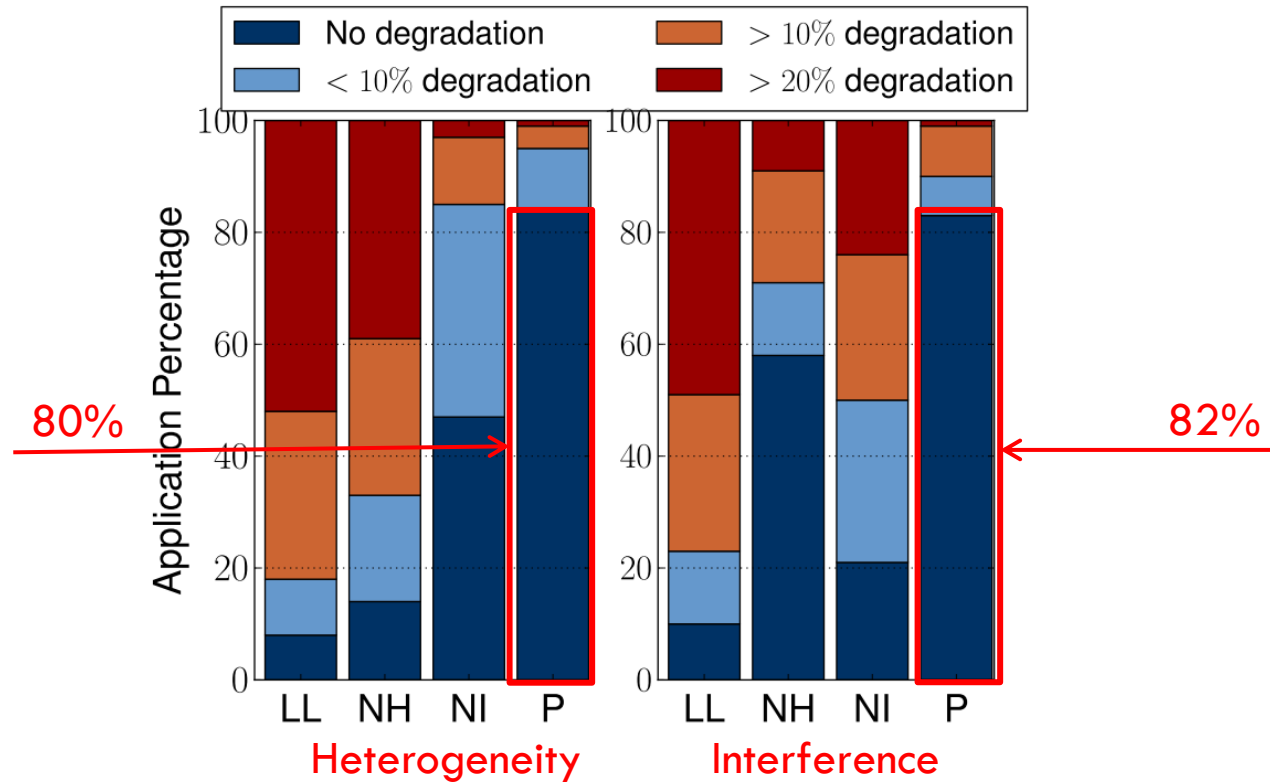 No degradation
> 10% degradation
< 10% degradation
> 20% degradation
Application Percentage
100
80
60
40
20
0
100
80
60
40
20
0
80%
82%
LL NH NI P
LL NH NI P
Heterogeneity
Interference